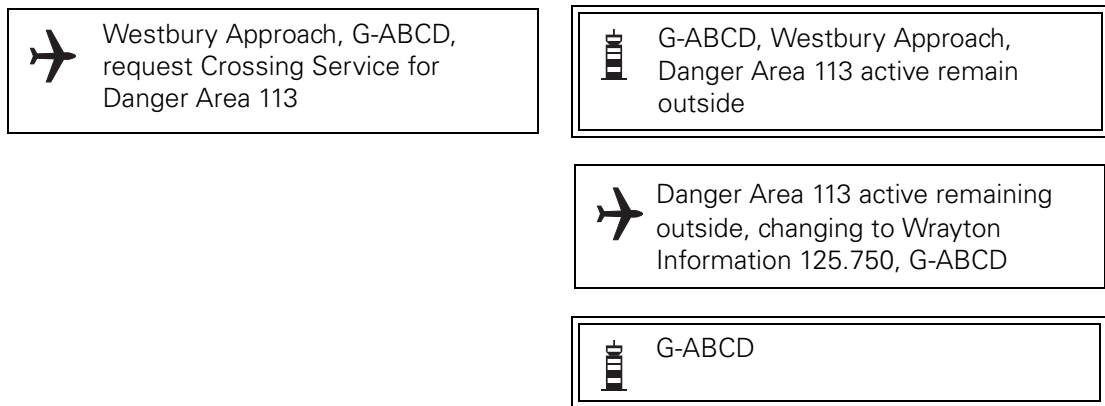 Westbury Approach, G-ABCD,
request Crossing Service for
Danger Area 113
G-ABCD, Westbury Approach,
Danger Area 113 active remain
outside
Danger Area 113 active remaining
outside, changing to Wrayton
Information 125.750, G-ABCD
G-ABCD